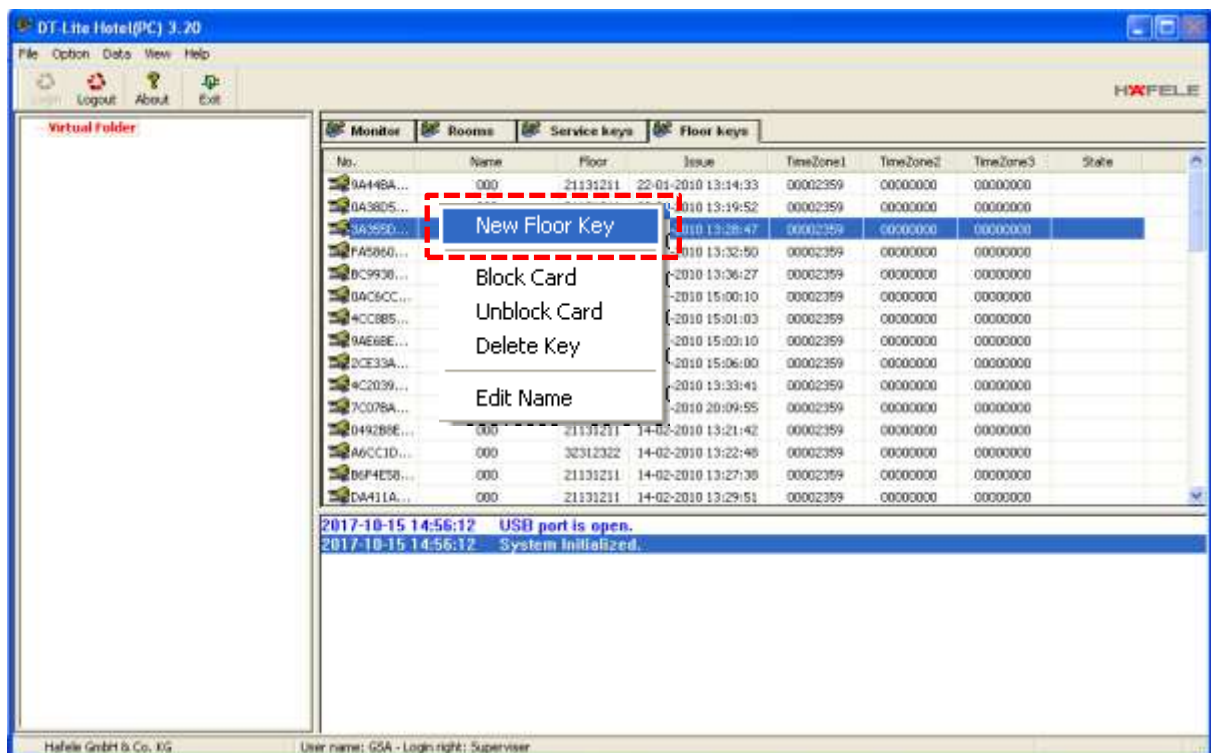 DT-Lite Hotel(PC) 3.20
File Option Data View Help
Login Logout About Exit
HÄFELE
Virtual Folder
Monitor Rooms Service keys Floor keys
No. Name Floor Issue TimeZone1 TimeZone2 TimeZone3 State
9A44BA... 000 21131211 22-01-2010 13:14:33 00002359 00000000 00000000
0A38D5... -2010 13:19:52 00002359 00000000 00000000
3A355D... -2010 13:28:47 00002359 00000000 00000000
FA5860... -2010 13:32:50 00002359 00000000 00000000
BC9938... -2010 13:36:27 00002359 00000000 00000000
0AC6CC... -2010 15:00:10 00002359 00000000 00000000
4CC8B5... -2010 15:01:03 00002359 00000000 00000000
9AE6BE... -2010 15:03:10 00002359 00000000 00000000
2CE33A... -2010 15:06:00 00002359 00000000 00000000
4C2039... -2010 13:33:41 00002359 00000000 00000000
7C07BA... -2010 20:09:55 00002359 00000000 00000000
0492B8E... 000 21131211 14-02-2010 13:21:42 00002359 00000000 00000000
A6CC1D... 000 32312322 14-02-2010 13:22:48 00002359 00000000 00000000
B6F4E58... 000 21131211 14-02-2010 13:27:38 00002359 00000000 00000000
DA411A... 000 21131211 14-02-2010 13:29:51 00002359 00000000 00000000
New Floor Key
Block Card
Unblock Card
Delete Key
Edit Name
2017-10-15 14:56:12 USB port is open.
2017-10-15 14:56:12 System Initialized.
Hafele GmbH & Co. KG User name: GSA - Login right: Superviser